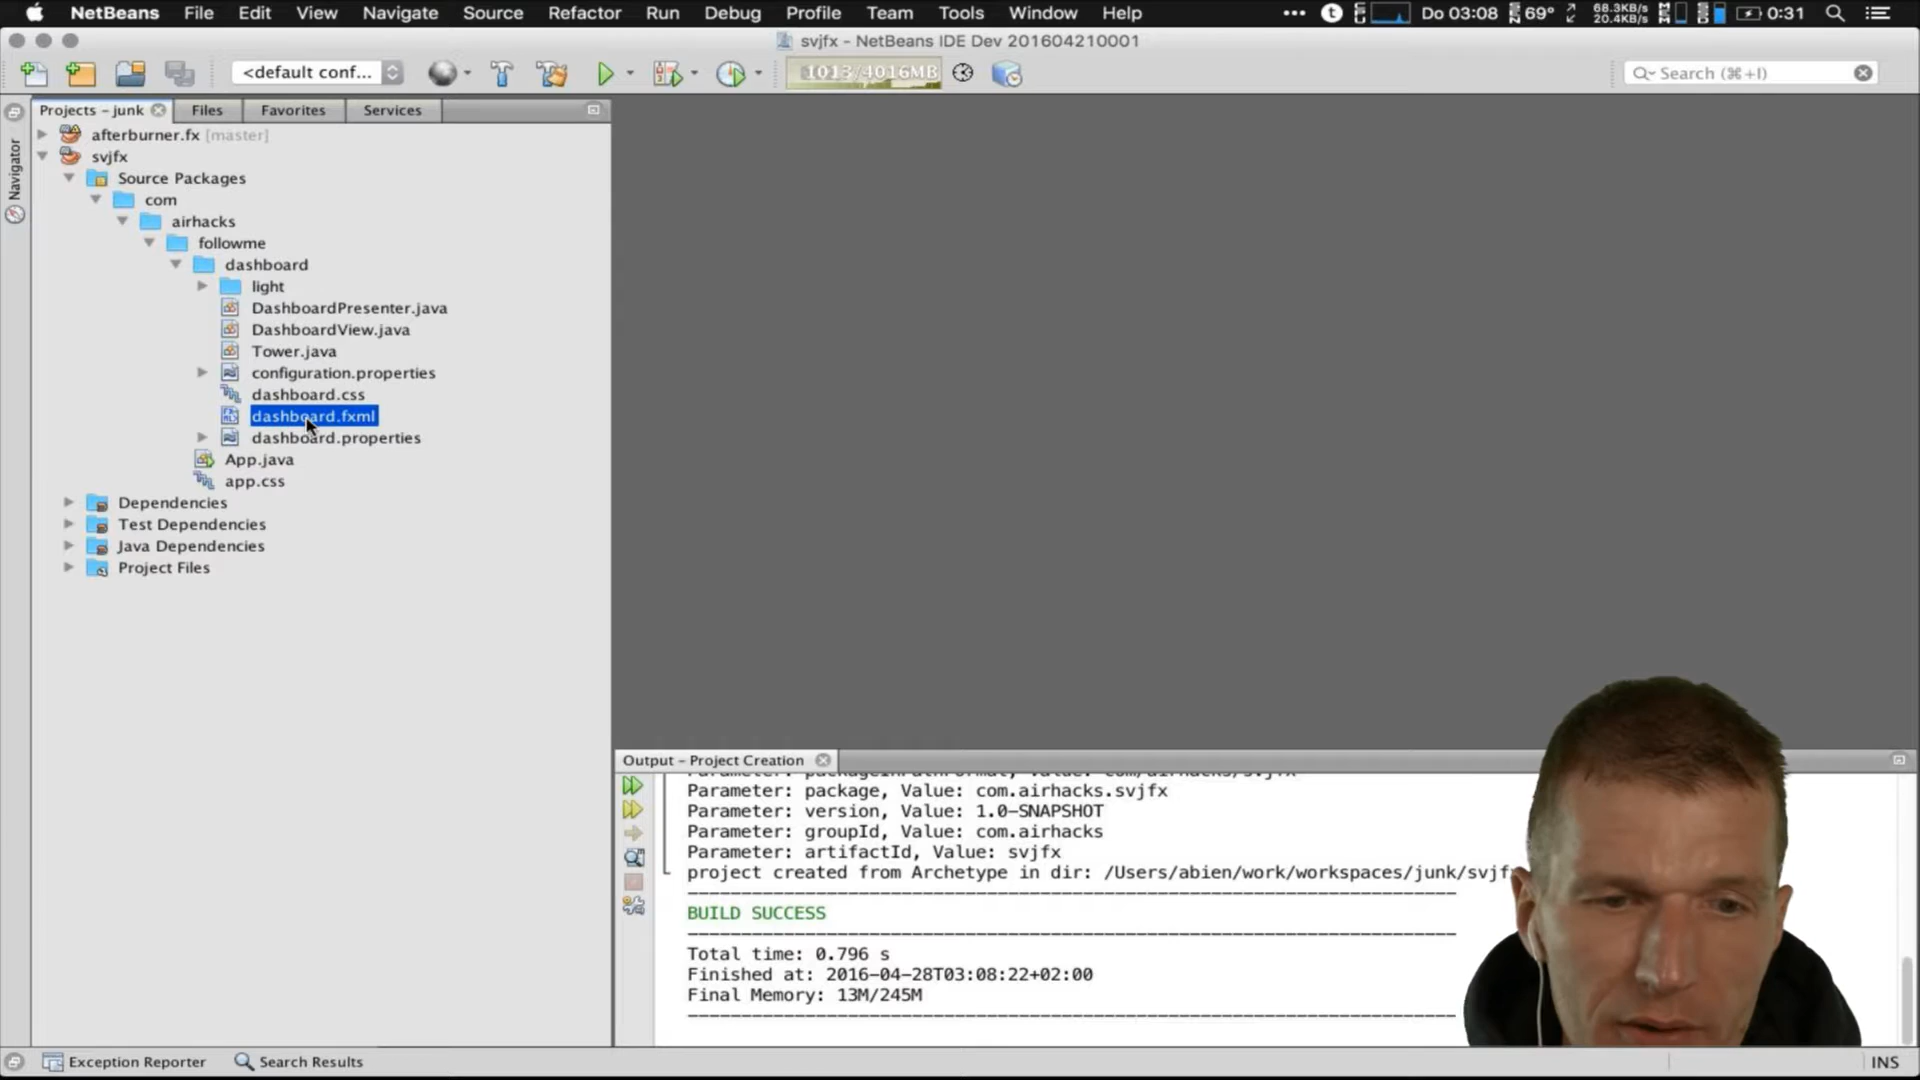 NetBeans File Edit View Navigate Source Refactor Run Debug Profile Team Tools Window Help ••• Do 03:08 69° 68.3KB/s 20.4KB/s 0:31
svjfx - NetBeans IDE Dev 201604210001
<default conf... 1013/4016MB Search (⌘+I)
Projects - junk Files Favorites Services
Navigator
afterburner.fx [master]
svjfx
Source Packages
com
airhacks
followme
dashboard
light
DashboardPresenter.java
DashboardView.java
Tower.java
configuration.properties
dashboard.css
dashboard.fxml
dashboard.properties
App.java
app.css
Dependencies
Test Dependencies
Java Dependencies
Project Files
Output - Project Creation
Parameter: package, Value: com.airhacks.svjfx
Parameter: version, Value: 1.0-SNAPSHOT
Parameter: groupId, Value: com.airhacks
Parameter: artifactId, Value: svjfx
project created from Archetype in dir: /Users/abien/work/workspaces/junk/svjf
BUILD SUCCESS
Total time: 0.796 s
Finished at: 2016-04-28T03:08:22+02:00
Final Memory: 13M/245M
Exception Reporter Search Results INS